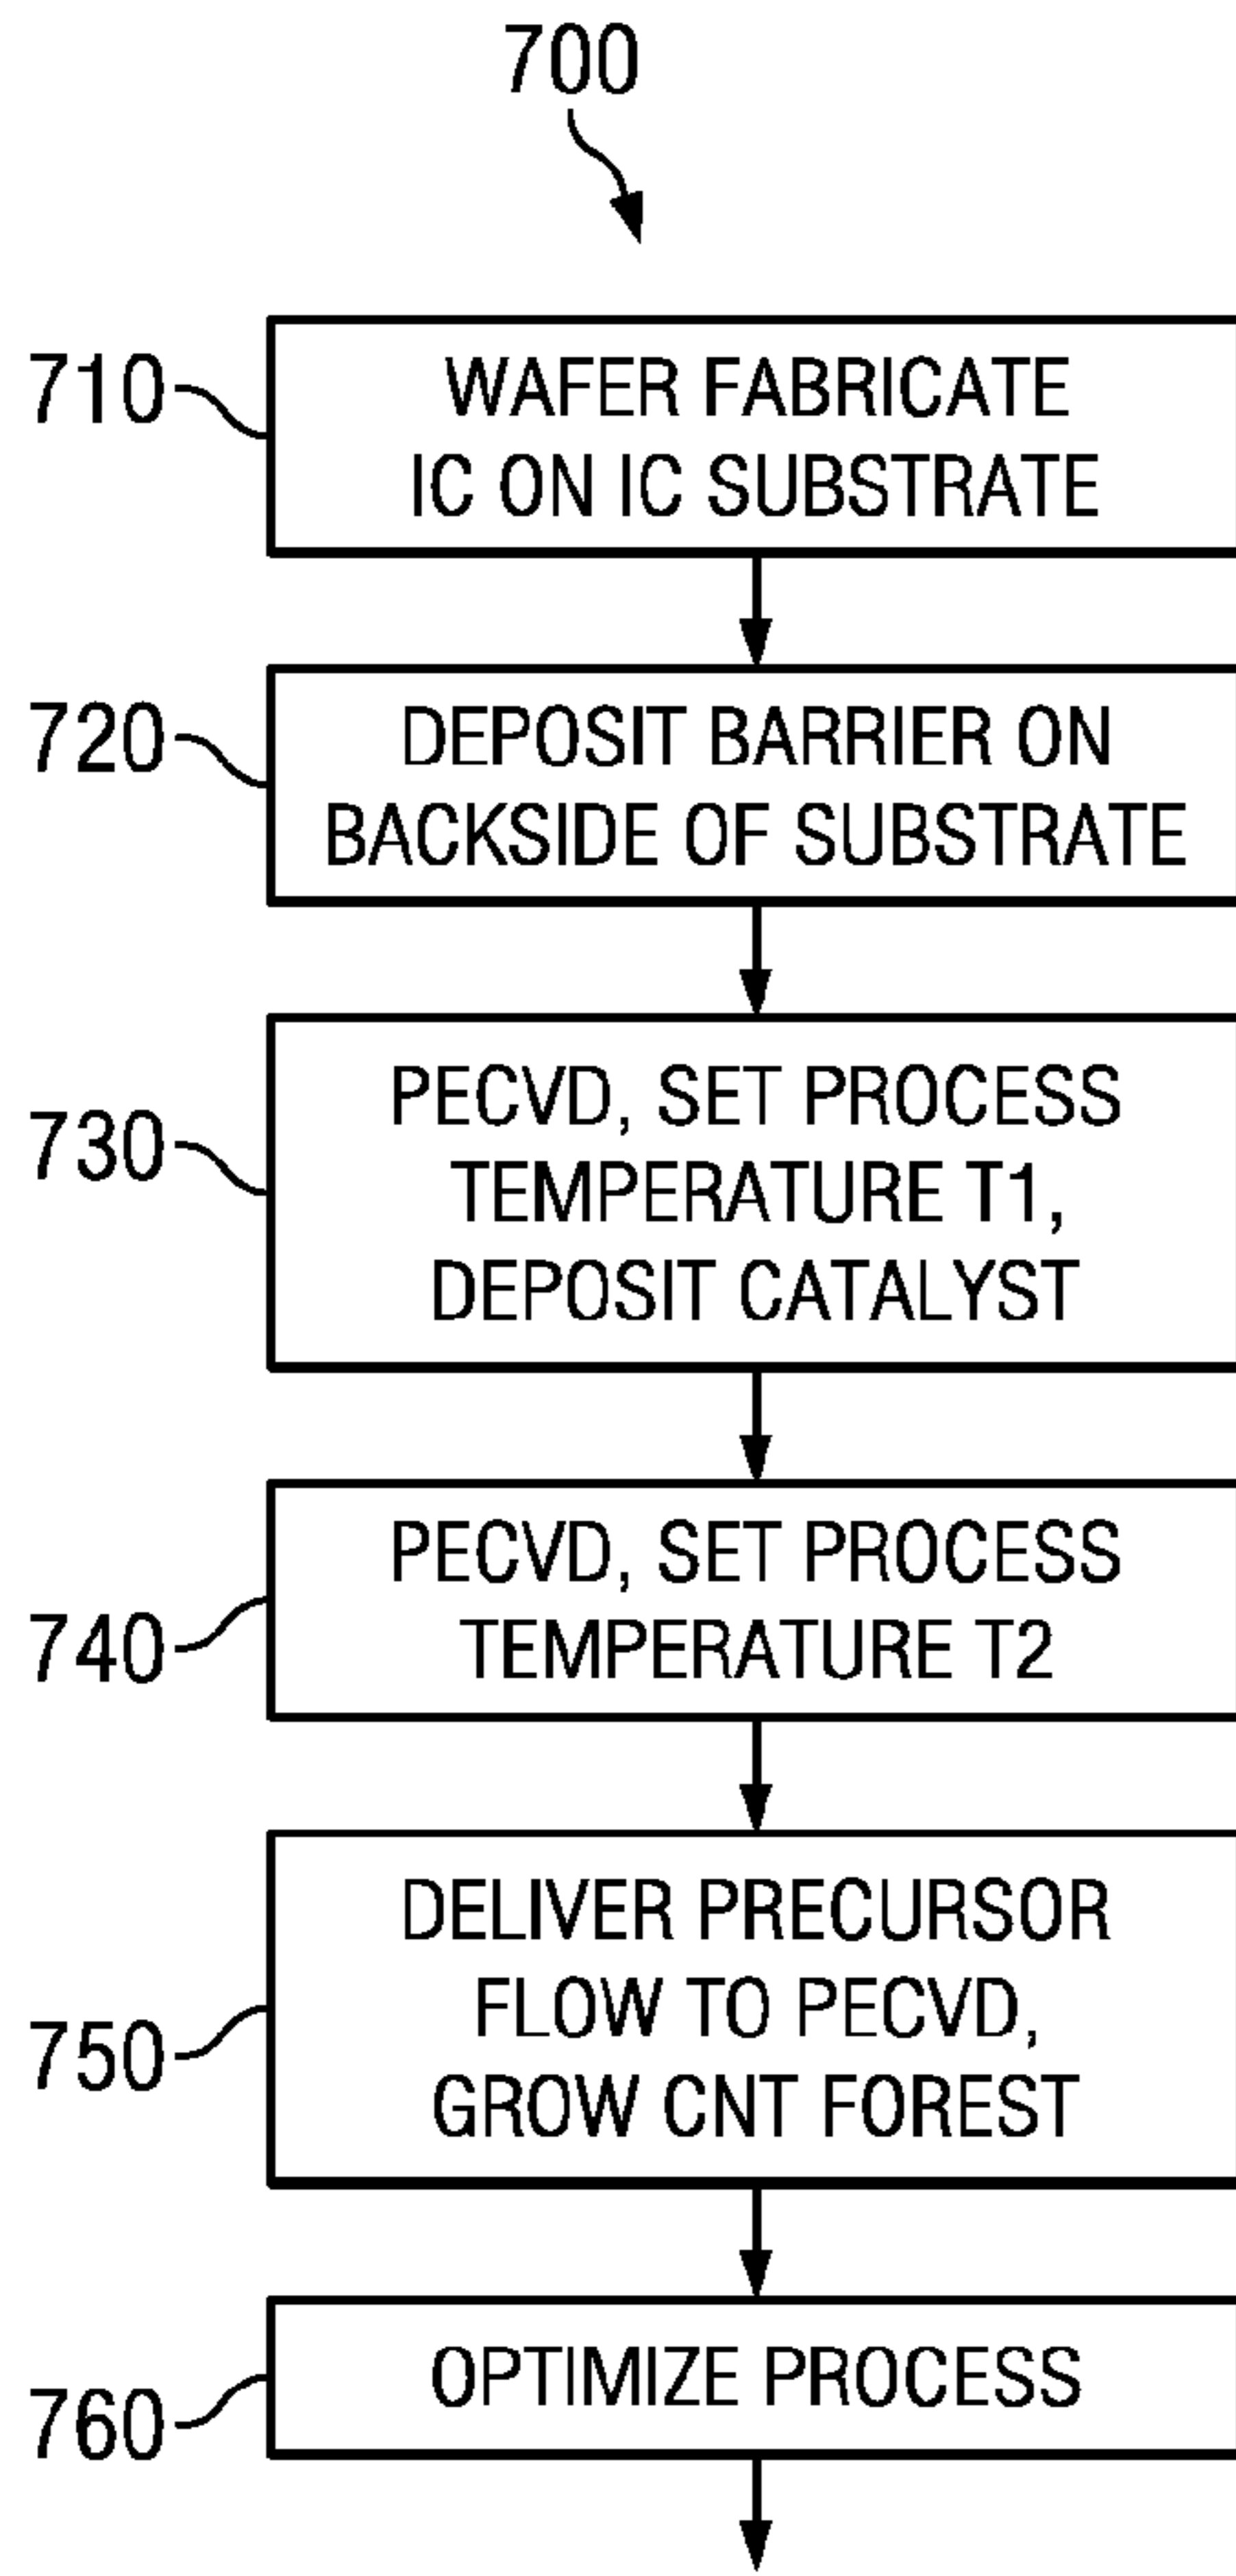 700
710
WAFER FABRICATE
IC ON IC SUBSTRATE
720
DEPOSIT BARRIER ON
BACKSIDE OF SUBSTRATE
730
PECVD, SET PROCESS
TEMPERATURE T1,
DEPOSIT CATALYST
740
PECVD, SET PROCESS
TEMPERATURE T2
750
DELIVER PRECURSOR
FLOW TO PECVD,
GROW CNT FOREST
760
OPTIMIZE PROCESS